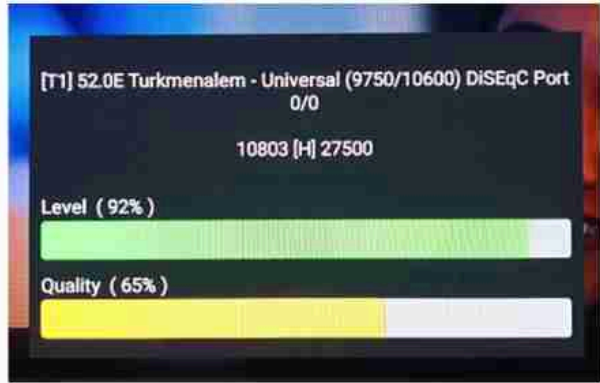 [T1] 52.0E Turkmenalem - Universal (9750/10600) DiSEqC Port
0/0
10803 [H] 27500
Level ( 92% )
Quality ( 65% )